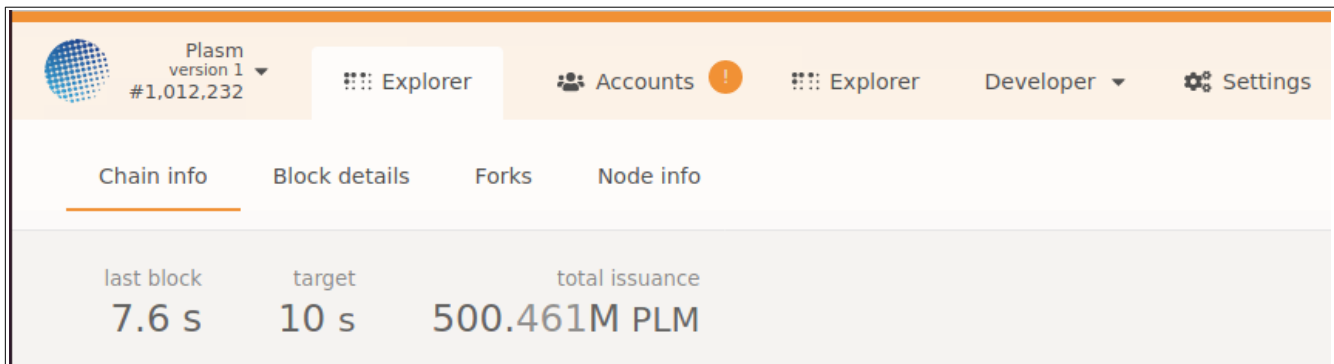 Plasm
version 1
#1,012,232
Explorer
Accounts !
Explorer
Developer
Settings
Chain info Block details Forks Node info
last block target total issuance
7.6 s 10 s 500.461M PLM